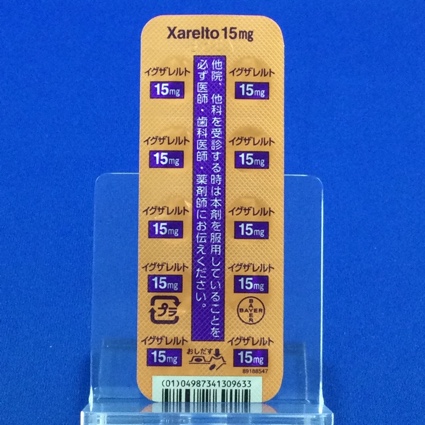 Xarelto 15mg
イグザレルト
15mg
イグザレルト
15mg
イグザレルト
15mg
イグザレルト
15mg
イグザレルト
15mg
イグザレルト
15mg
イグザレルト
15mg
イグザレルト
15mg
イグザレルト
15mg
イグザレルト
15mg
他院、他科を受診する時は本剤を服用していることを
必ず医師・歯科医師・薬剤師にお伝えください。
プラ
BAYER
BAYER
おしだす
89188547
(01)04987341309633